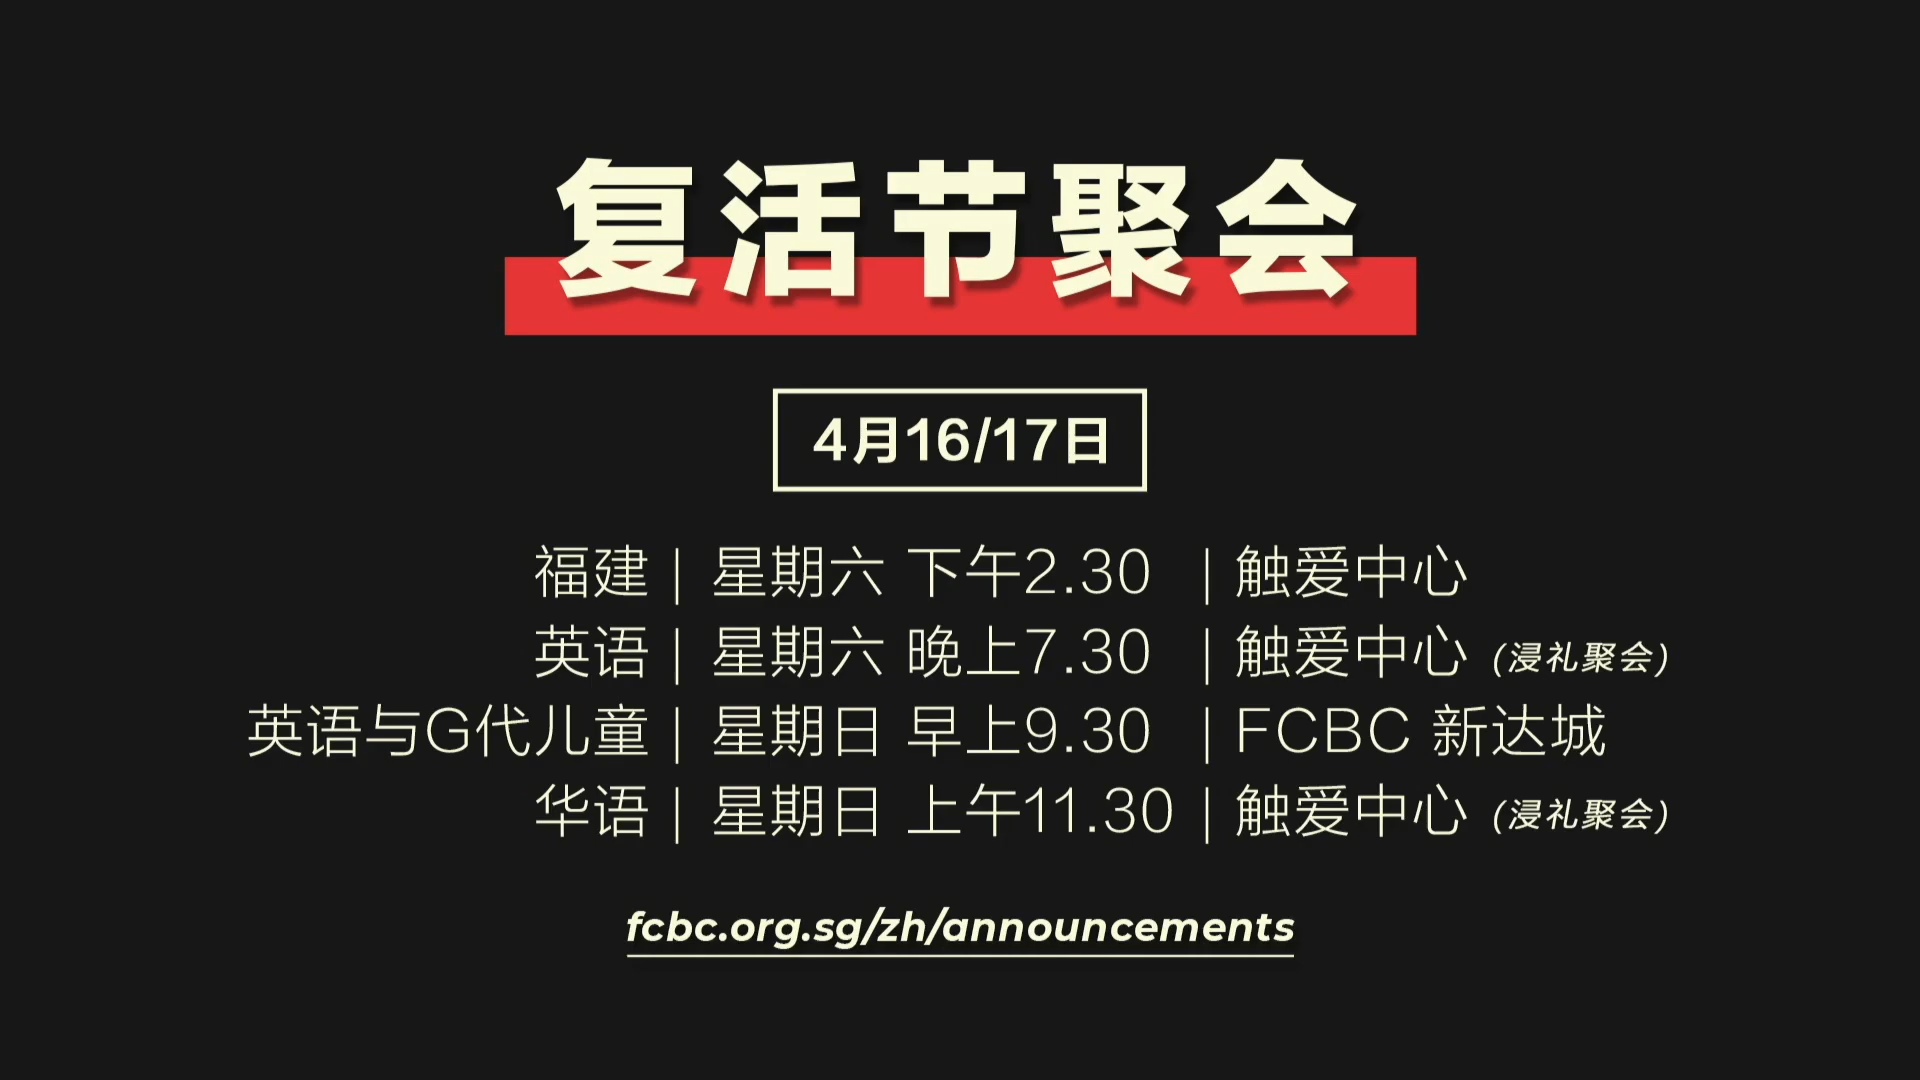 复活节聚会
4月16/17日
福建 | 星期六 下午2.30 | 触爱中心
英语 | 星期六 晚上7.30 | 触爱中心 (浸礼聚会)
英语与G代儿童 | 星期日 早上9.30 | FCBC 新达城
华语 | 星期日 上午11.30 | 触爱中心 (浸礼聚会)
fcbc.org.sg/zh/announcements